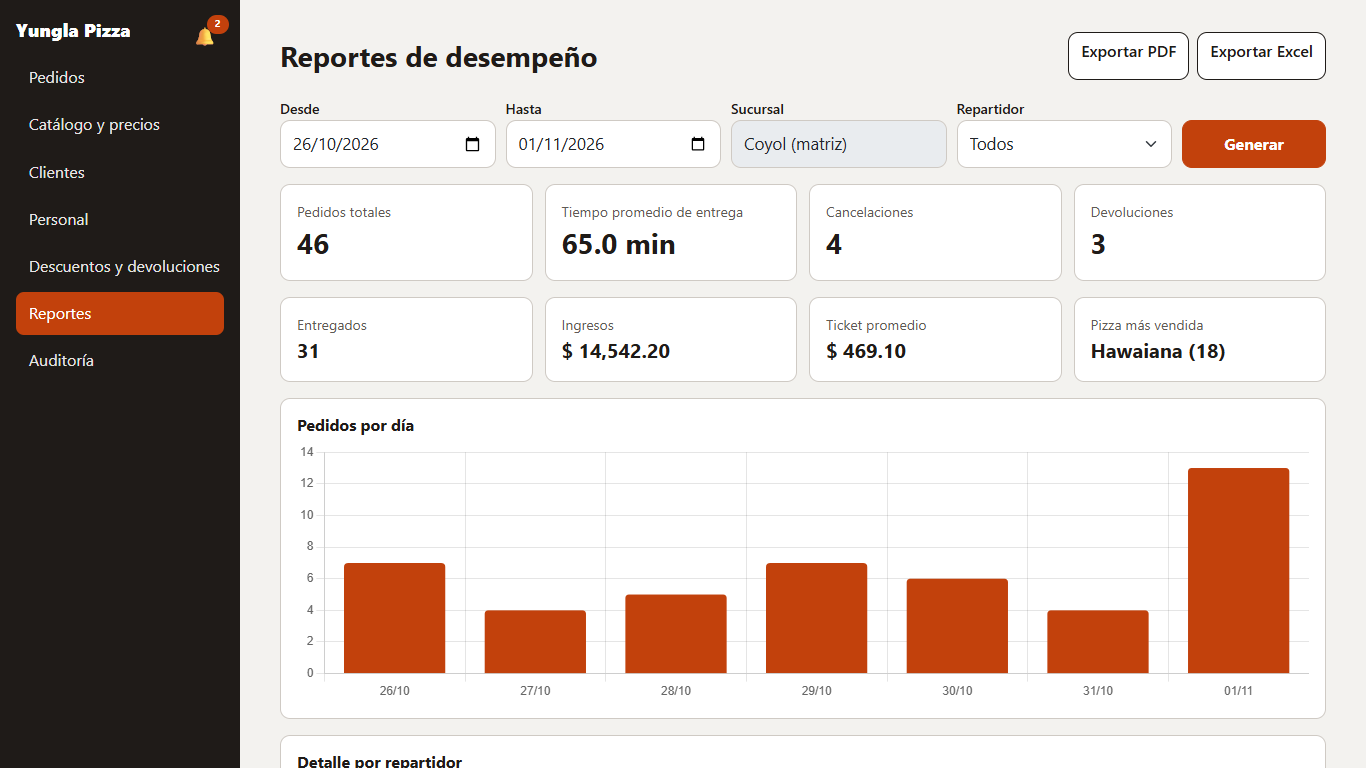 Yungla Pizza
2
Pedidos
Catálogo y precios
Clientes
Personal
Descuentos y devoluciones
Reportes
Auditoría
Reportes de desempeño
Exportar PDF
Exportar Excel
Desde
Hasta
Sucursal
Repartidor
26/10/2026
01/11/2026
Coyol (matriz)
Todos
Generar
Pedidos totales
46
Tiempo promedio de entrega
65.0 min
Cancelaciones
4
Devoluciones
3
Entregados
31
Ingresos
$ 14,542.20
Ticket promedio
$ 469.10
Pizza más vendida
Hawaiana (18)
Pedidos por día
14
12
10
8
6
4
2
0
26/10
27/10
28/10
29/10
30/10
31/10
01/11
Detalle por repartidor